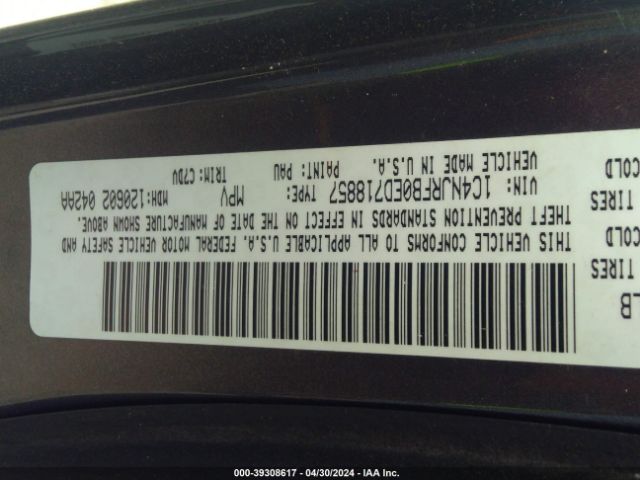 THIS VEHICLE CONFORMS TO ALL APPLICABLE U.S.A. FEDERAL MOTOR VEHICLE SAFETY AND
THEFT PREVENTION STANDARDS IN EFFECT ON THE DATE OF MANUFACTURE SHOWN ABOVE.
VIN: 1C4NJRFB0ED718857 TYPE: MPV MDH: 120602 042AA
VEHICLE MADE IN U.S.A. PAINT: PAU TRIM: C7DV
LB
TIRES
COLD
TIRES
COLD
000-39308617 - 04/30/2024 - IAA Inc.